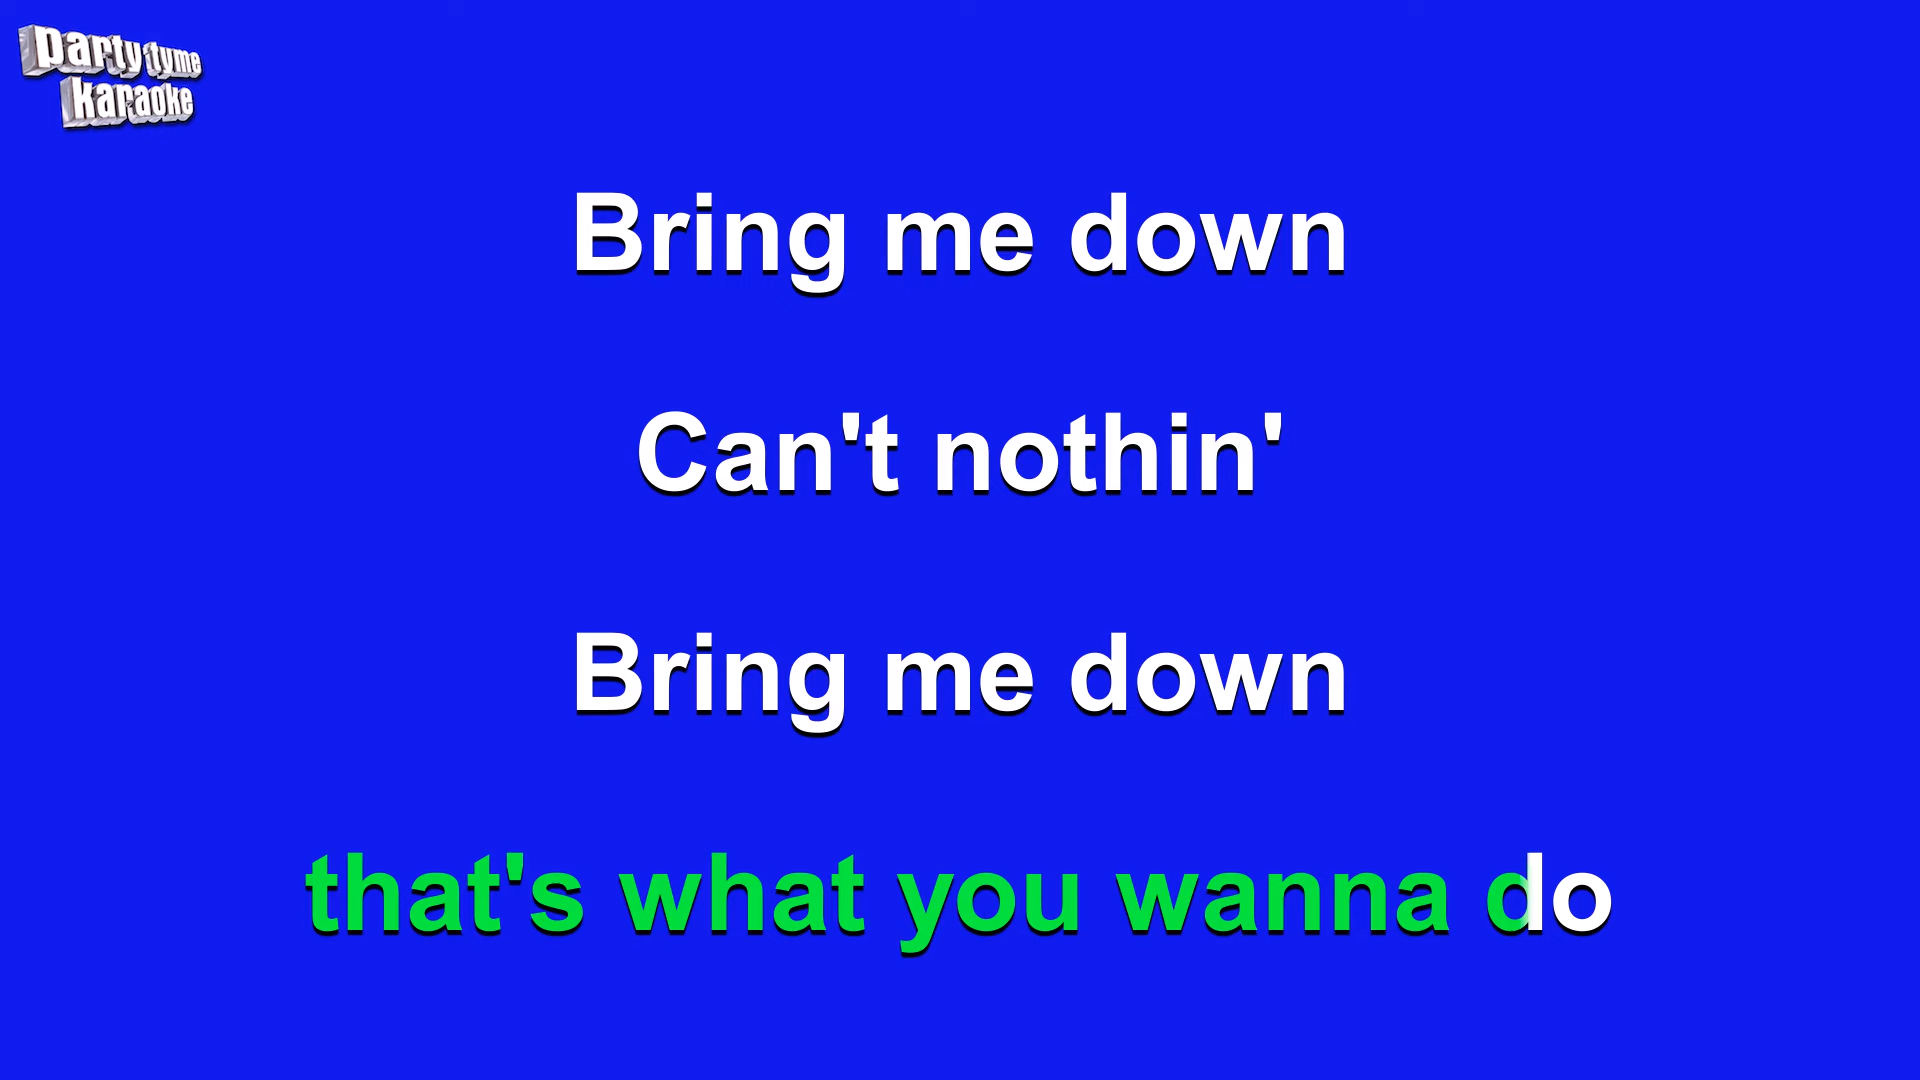 party tyme
karaoke
Bring me down
Can't nothin'
Bring me down
that's what you wanna do